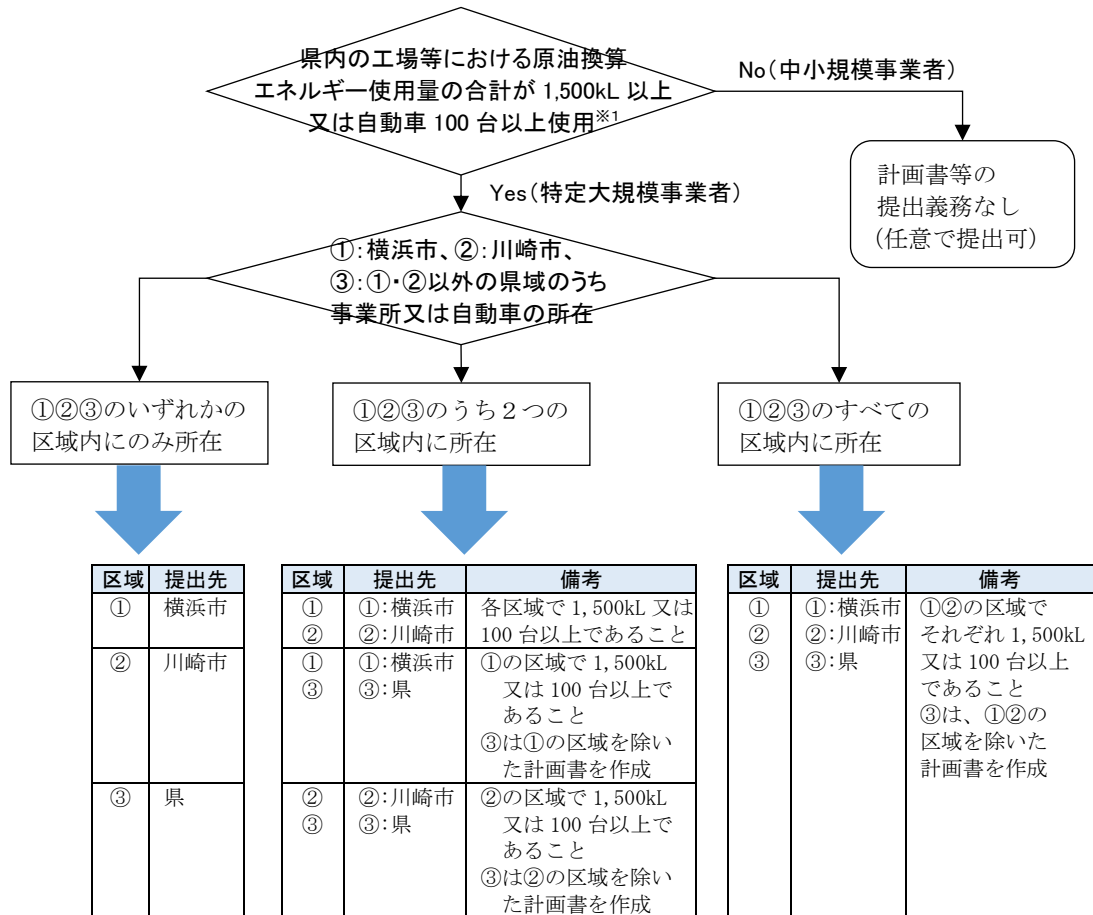 県内の工場等における原油換算
エネルギー使用量の合計が 1,500kL 以上
又は自動車 100 台以上使用※1
No(中小規模事業者)
計画書等の
提出義務なし
(任意で提出可)
Yes(特定大規模事業者)
①:横浜市、②:川崎市、
③:①・②以外の県域のうち
事業所又は自動車の所在
①②③のいずれかの
区域内にのみ所在
①②③のうち2つの
区域内に所在
①②③のすべての
区域内に所在
区域 提出先
① 横浜市
② 川崎市
③ 県
区域 提出先 備考
① ①:横浜市 各区域で 1,500kL 又は
② ②:川崎市 100 台以上であること
① ①:横浜市 ①の区域で 1,500kL
③ ③:県 又は 100 台以上で
あること
③は①の区域を除い
た計画書を作成
② ②:川崎市 ②の区域で 1,500kL
③ ③:県 又は 100 台以上で
あること
③は②の区域を除い
た計画書を作成
区域 提出先 備考
① ①:横浜市 ①②の区域で
② ②:川崎市 それぞれ 1,500kL
③ ③:県 又は 100 台以上
であること
③は、①②の
区域を除いた
計画書を作成